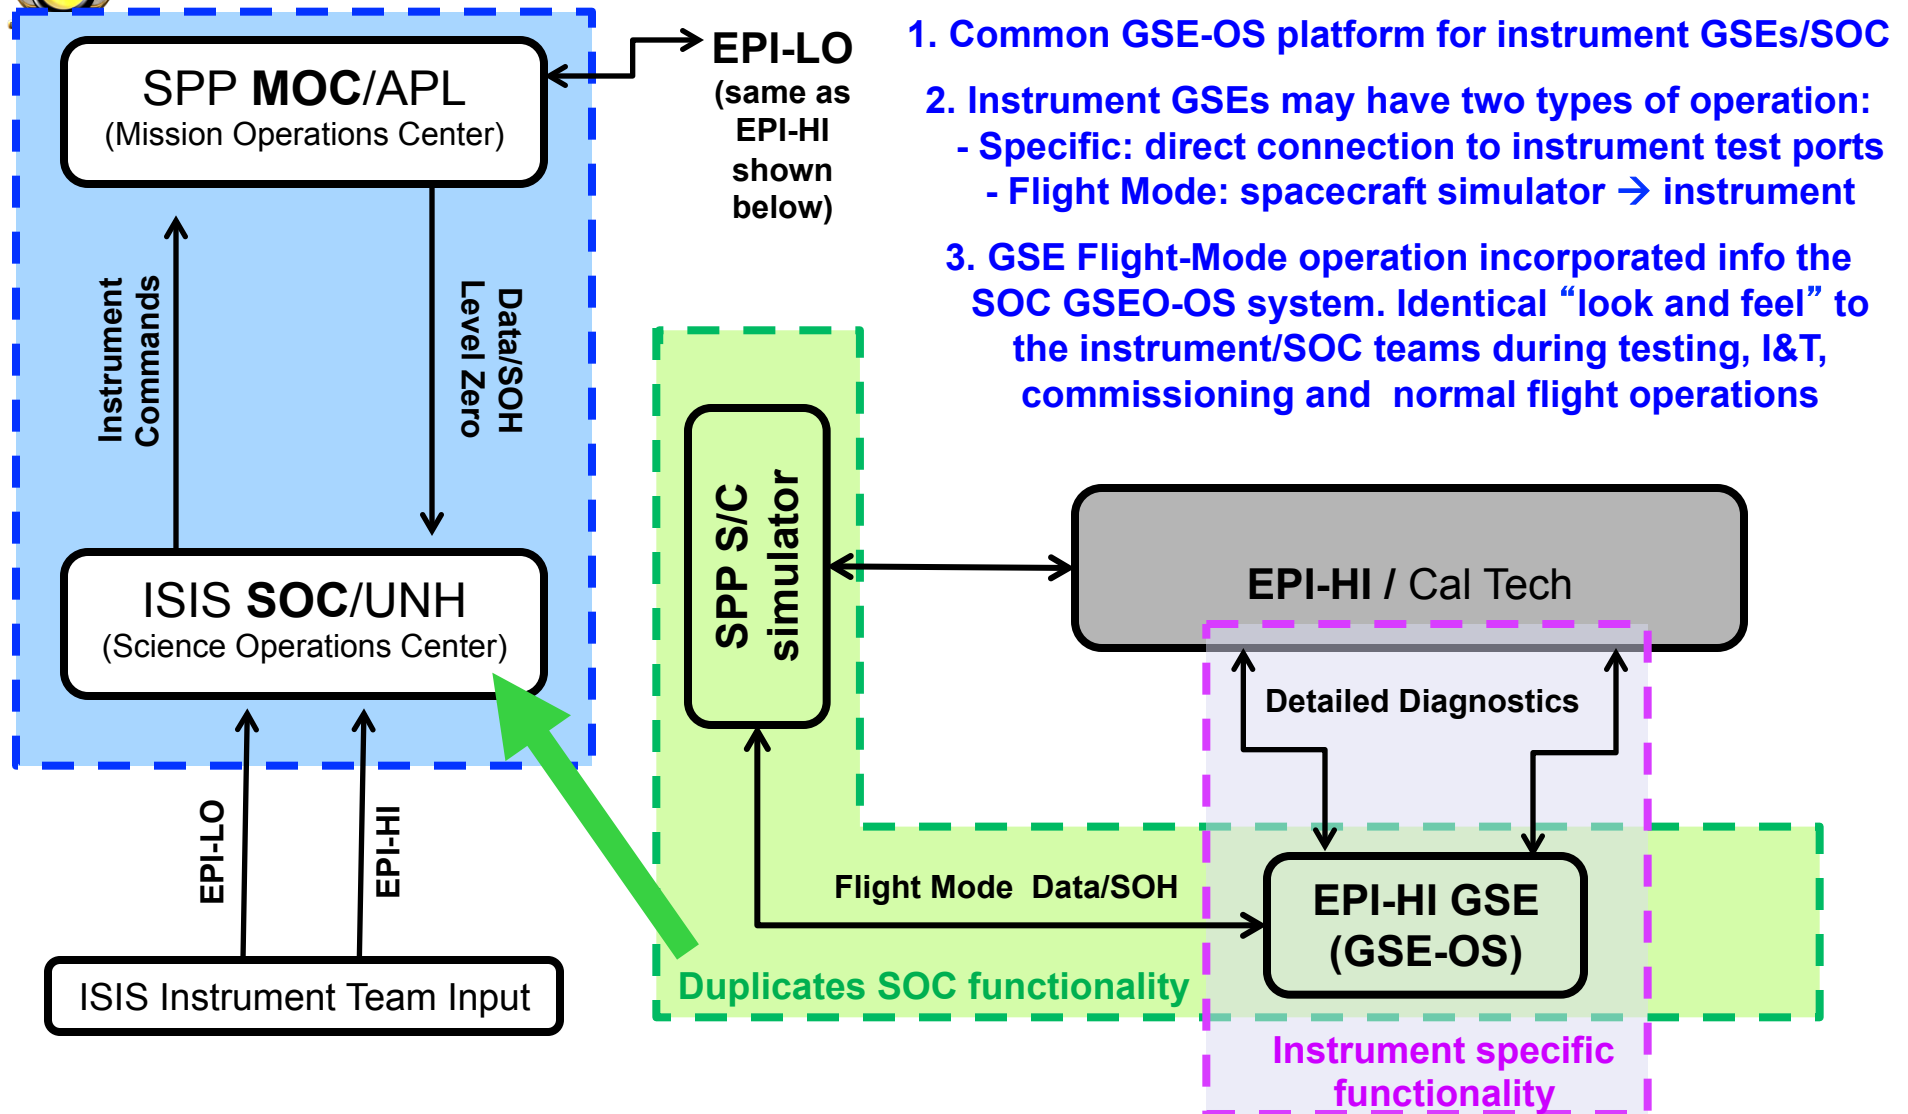 SPP MOC/APL
(Mission Operations Center)
EPI-LO
(same as
EPI-HI
shown
below)
1. Common GSE-OS platform for instrument GSEs/SOC
2. Instrument GSEs may have two types of operation:
- Specific: direct connection to instrument test ports
- Flight Mode: spacecraft simulator → instrument
3. GSE Flight-Mode operation incorporated info the
SOC GSEO-OS system. Identical “look and feel” to
the instrument/SOC teams during testing, I&T,
commissioning and normal flight operations
Instrument
Commands
Data/SOH
Level Zero
ISIS SOC/UNH
(Science Operations Center)
EPI-LO
EPI-HI
ISIS Instrument Team Input
SPP S/C
simulator
EPI-HI / Cal Tech
Detailed Diagnostics
Flight Mode Data/SOH
EPI-HI GSE
(GSE-OS)
Duplicates SOC functionality
Instrument specific
functionality